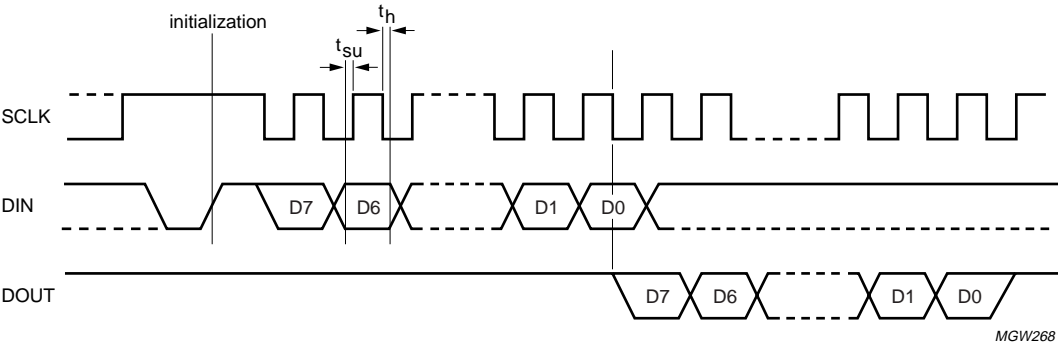 initialization
th
tsu
SCLK
DIN
D7
D6
D1
D0
DOUT
D7
D6
D1
D0
MGW268